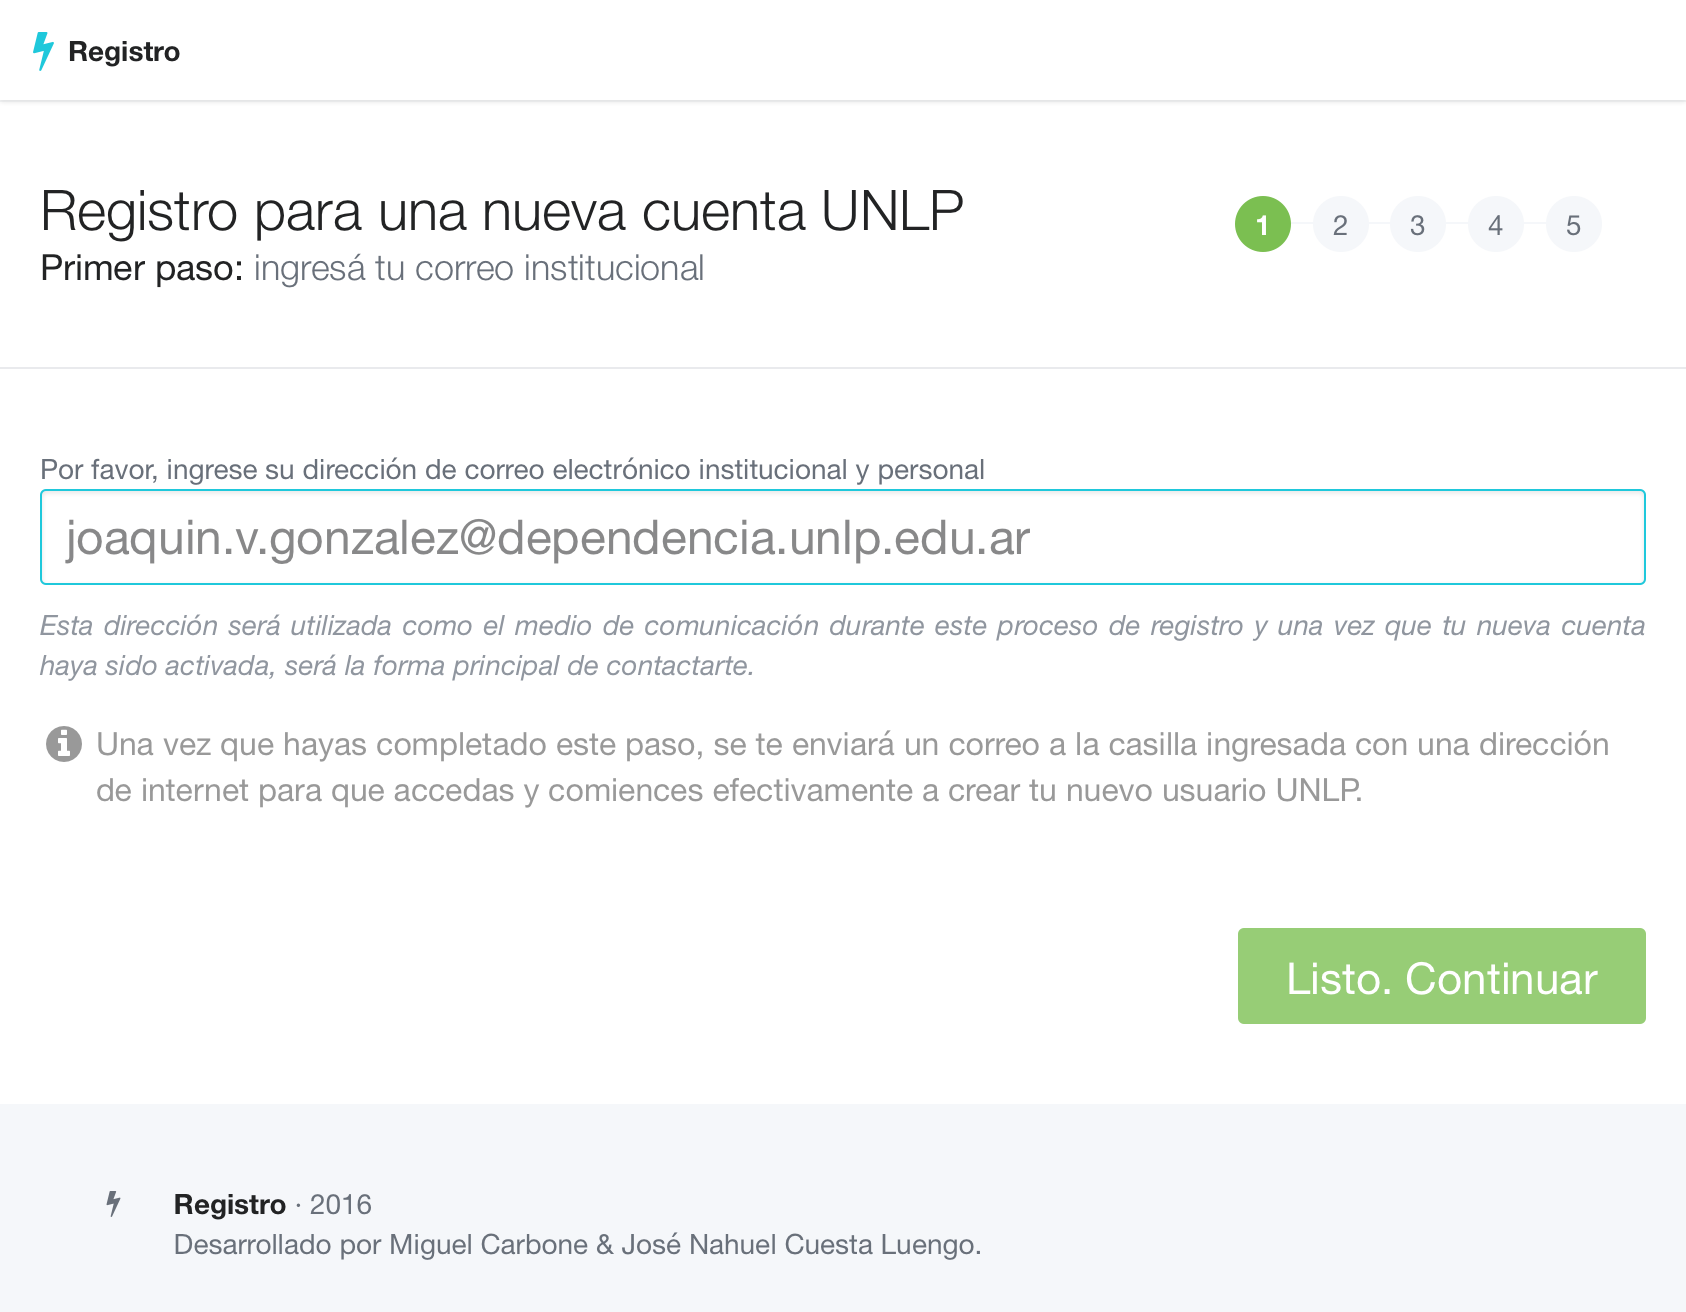 Registro
Registro para una nueva cuenta UNLP
Primer paso: ingresá tu correo institucional
1 2 3 4 5
Por favor, ingrese su dirección de correo electrónico institucional y personal
joaquin.v.gonzalez@dependencia.unlp.edu.ar
Esta dirección será utilizada como el medio de comunicación durante este proceso de registro y una vez que tu nueva cuenta
haya sido activada, será la forma principal de contactarte.
Una vez que hayas completado este paso, se te enviará un correo a la casilla ingresada con una dirección
de internet para que accedas y comiences efectivamente a crear tu nuevo usuario UNLP.
Listo. Continuar
Registro · 2016
Desarrollado por Miguel Carbone & José Nahuel Cuesta Luengo.